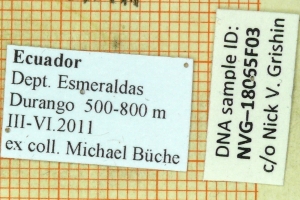 Ecuador
Dept. Esmeraldas
Durango 500-800 m
III-VI.2011
ex coll. Michael Büche
DNA sample ID:
NVG–18065F03
c/o Nick V. Grishin